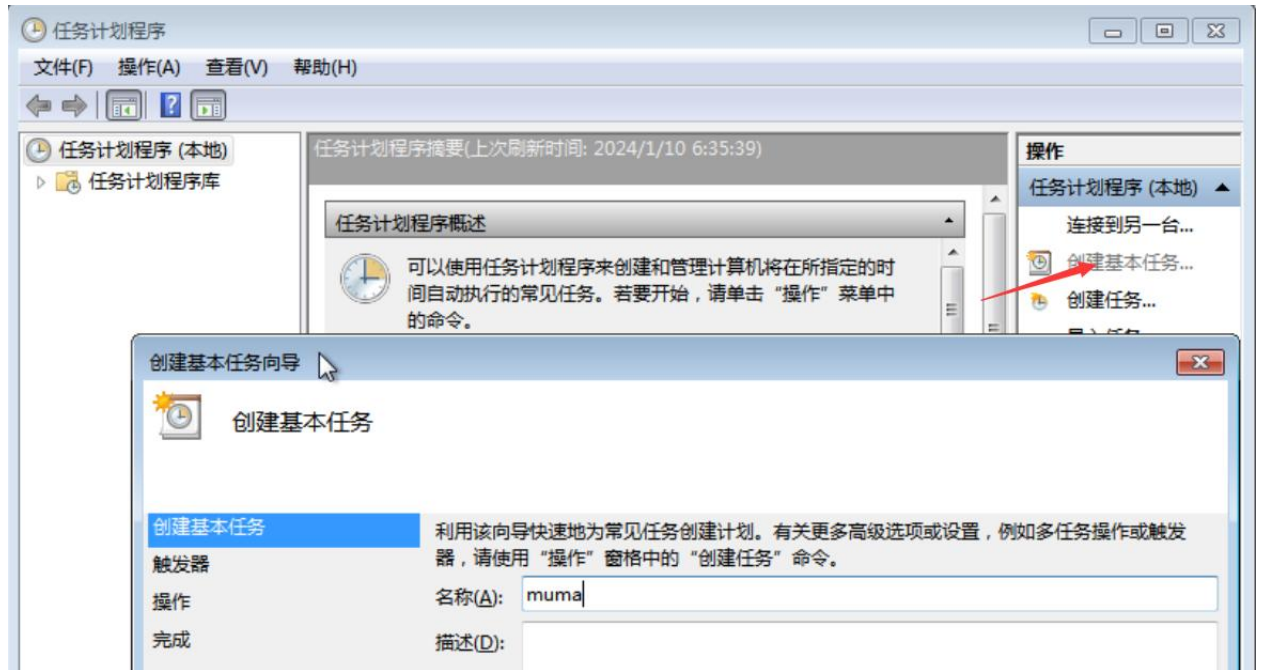 任务计划程序
文件(F) 操作(A) 查看(V) 帮助(H)
任务计划程序 (本地)
任务计划程序库
任务计划程序摘要(上次刷新时间: 2024/1/10 6:35:39)
任务计划程序概述
可以使用任务计划程序来创建和管理计算机将在所指定的时
间自动执行的常见任务。若要开始，请单击“操作”菜单中
的命令。
操作
任务计划程序 (本地)
连接到另一台...
创建基本任务...
创建任务...
创建基本任务向导
创建基本任务
创建基本任务
触发器
操作
完成
利用该向导快速地为常见任务创建计划。有关更多高级选项或设置，例如多任务操作或触发
器，请使用“操作”窗格中的“创建任务”命令。
名称(A): muma
描述(D):